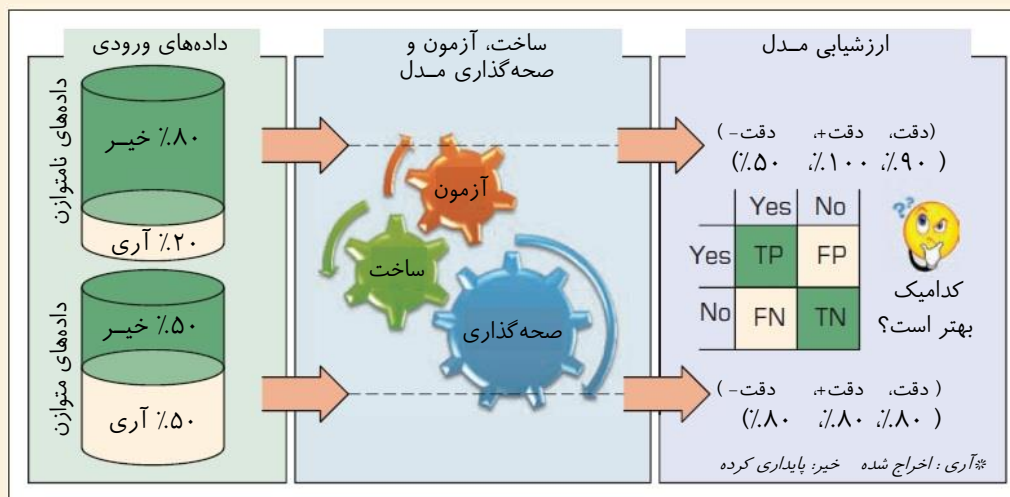 داده‌های ورودی
داده‌های نامتوازن
٪۸۰ خیـر
٪۲۰ آری
داده‌های متوازن
٪۵۰ خیـر
٪۵۰ آری
ساخت، آزمون و
صحه‌گذاری مـدل
آزمون
ساخت
صحه‌گذاری
ارزشیابی مـدل
(دقت، دقت+، دقت-)
(٪۹۰، ٪۱۰۰، ٪۵۰)
Yes No
Yes TP FP
No FN TN
??
کدامیک
بهتر است؟
(دقت، دقت+، دقت-)
(٪۸۰، ٪۸۰، ٪۸۰)
*آری: اخراج شده خیر: پایداری کرده